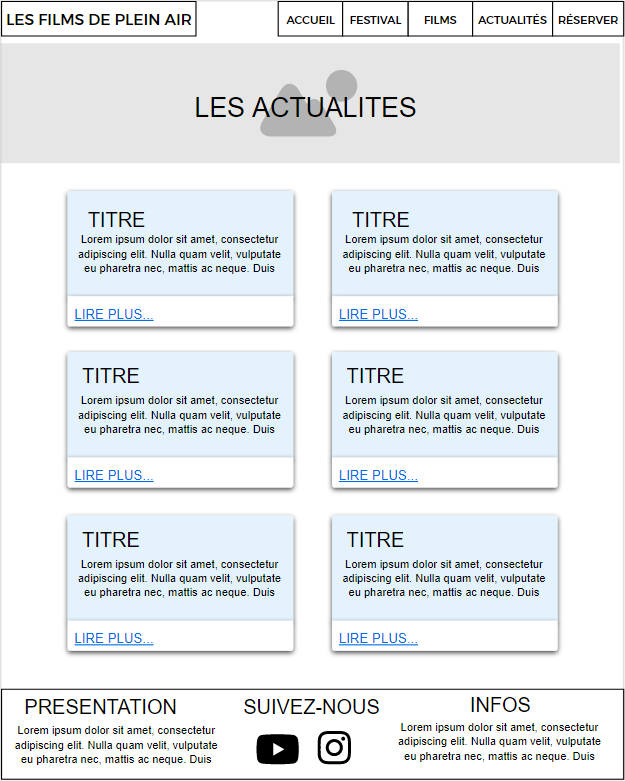 LES FILMS DE PLEIN AIR
ACCUEIL
FESTIVAL
FILMS
ACTUALITÉS
RÉSERVER
LES ACTUALITES
TITRE
Lorem ipsum dolor sit amet, consectetur
adipiscing elit. Nulla quam velit, vulputate
eu pharetra nec, mattis ac neque. Duis
LIRE PLUS...
TITRE
Lorem ipsum dolor sit amet, consectetur
adipiscing elit. Nulla quam velit, vulputate
eu pharetra nec, mattis ac neque. Duis
LIRE PLUS...
TITRE
Lorem ipsum dolor sit amet, consectetur
adipiscing elit. Nulla quam velit, vulputate
eu pharetra nec, mattis ac neque. Duis
LIRE PLUS...
TITRE
Lorem ipsum dolor sit amet, consectetur
adipiscing elit. Nulla quam velit, vulputate
eu pharetra nec, mattis ac neque. Duis
LIRE PLUS...
TITRE
Lorem ipsum dolor sit amet, consectetur
adipiscing elit. Nulla quam velit, vulputate
eu pharetra nec, mattis ac neque. Duis
LIRE PLUS...
TITRE
Lorem ipsum dolor sit amet, consectetur
adipiscing elit. Nulla quam velit, vulputate
eu pharetra nec, mattis ac neque. Duis
LIRE PLUS...
PRESENTATION
Lorem ipsum dolor sit amet, consectetur
adipiscing elit. Nulla quam velit, vulputate
eu pharetra nec, mattis ac neque. Duis
SUIVEZ-NOUS
INFOS
Lorem ipsum dolor sit amet, consectetur
adipiscing elit. Nulla quam velit, vulputate
eu pharetra nec, mattis ac neque. Duis